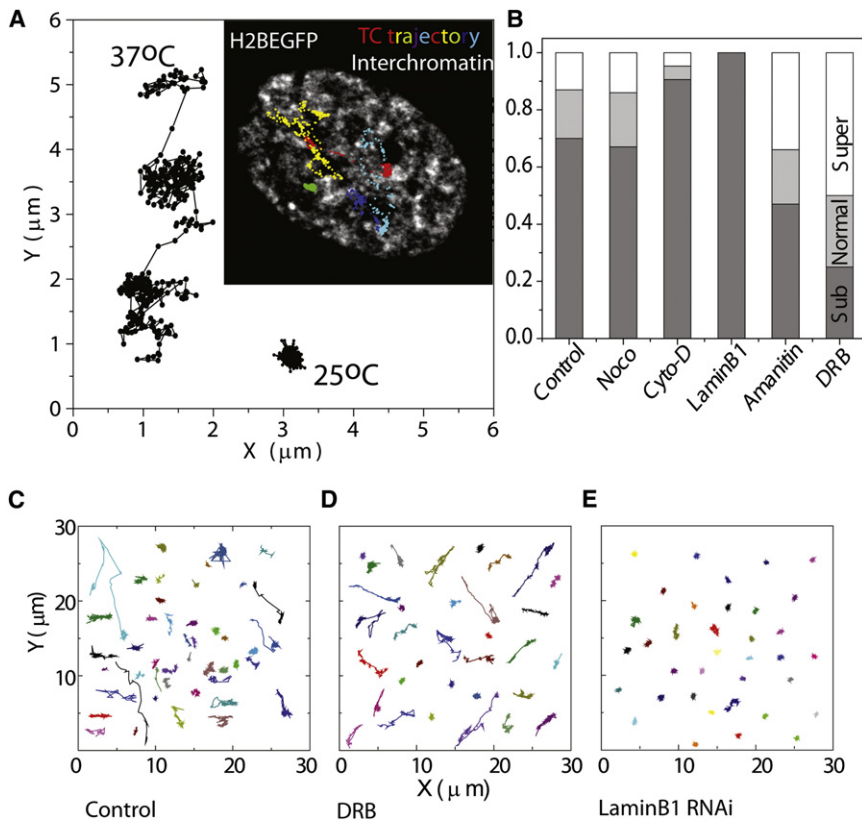 A
B
6
5
4
3
2
1
0
Y (μm)
37ºC
25ºC
H2BEGFP
TC trajectory
Interchromatin
0 1 2 3 4 5 6
X (μm)
1.0
0.8
0.6
0.4
0.2
0.0
Super
Normal
Sub
Control
Noco
Cyto-D
LaminB1
Amanitin
DRB
C
D
E
30
20
10
Y (μm)
0 10 20 30
0 10 20 30
0 10 20 30
X (μm)
Control
DRB
LaminB1 RNAi